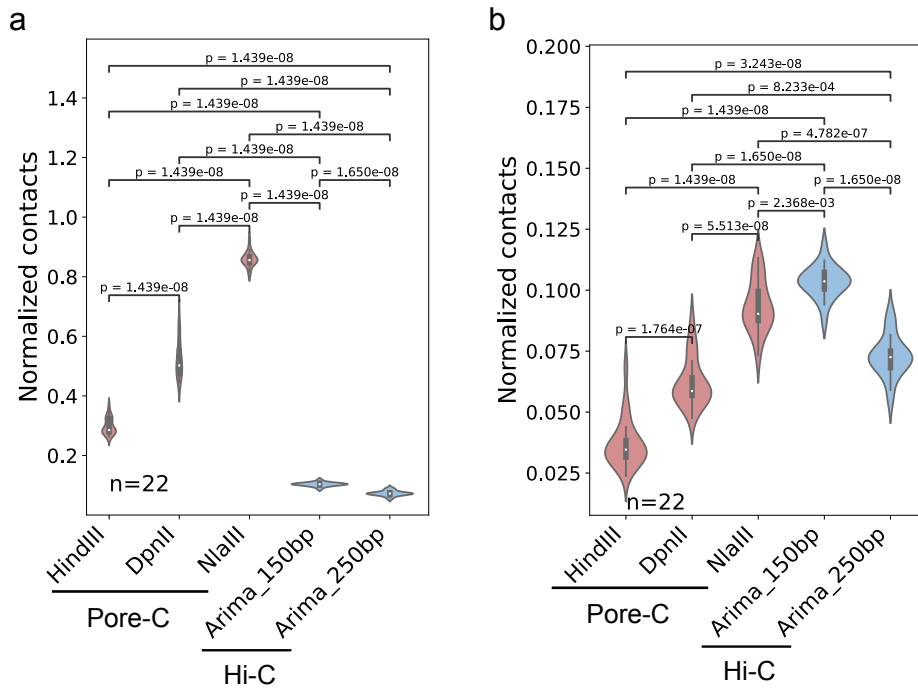 a
p = 1.439e-08
p = 1.439e-08
p = 1.439e-08
p = 1.439e-08
p = 1.439e-08
p = 1.439e-08
p = 1.650e-08
p = 1.439e-08
p = 1.439e-08
p = 1.439e-08
Normalized contacts
1.4
1.2
1.0
0.8
0.6
0.4
0.2
n=22
HindIII
DpnII
NlaIII
Arima_150bp
Arima_250bp
Pore-C
Hi-C
b
p = 3.243e-08
p = 8.233e-04
p = 1.439e-08
p = 4.782e-07
p = 1.650e-08
p = 1.439e-08
p = 1.650e-08
p = 2.368e-03
p = 5.513e-08
p = 1.764e-07
Normalized contacts
0.200
0.175
0.150
0.125
0.100
0.075
0.050
0.025
n=22
HindIII
DpnII
NlaIII
Arima_150bp
Arima_250bp
Pore-C
Hi-C